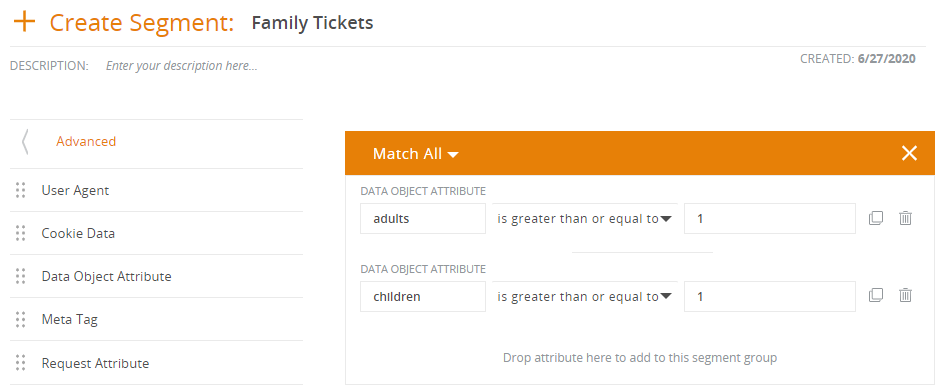 + Create Segment: Family Tickets
DESCRIPTION: Enter your description here...
CREATED: 6/27/2020
Advanced
User Agent
Cookie Data
Data Object Attribute
Meta Tag
Request Attribute
Match All
DATA OBJECT ATTRIBUTE
adults is greater than or equal to 1
DATA OBJECT ATTRIBUTE
children is greater than or equal to 1
Drop attribute here to add to this segment group